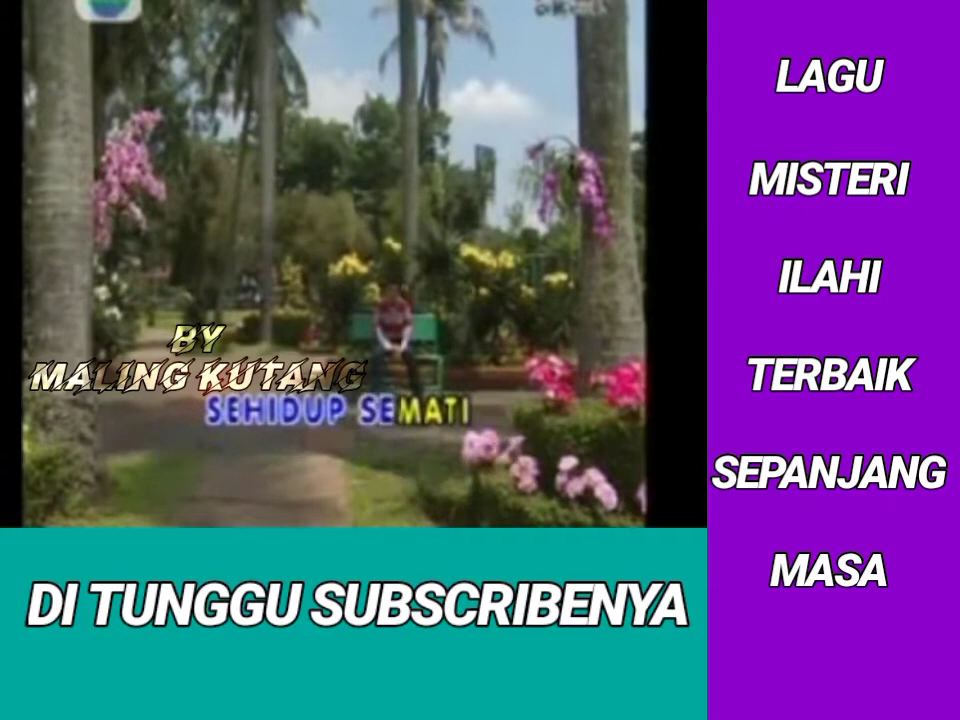 BY
MALING KUTANG
SEHIDUP SEMATI
DI TUNGGU SUBSCRIBENYA
LAGU
MISTERI
ILAHI
TERBAIK
SEPANJANG
MASA